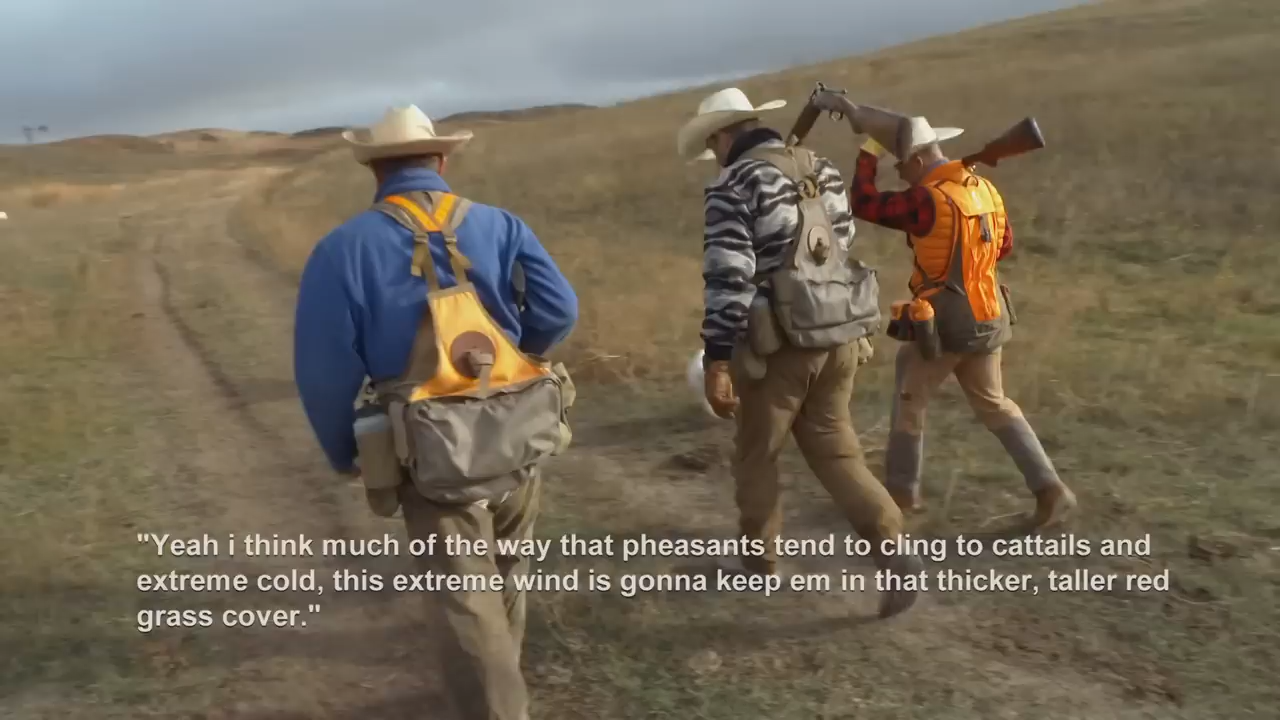 "Yeah i think much of the way that pheasants tend to cling to cattails and
extreme cold, this extreme wind is gonna keep em in that thicker, taller red
grass cover."